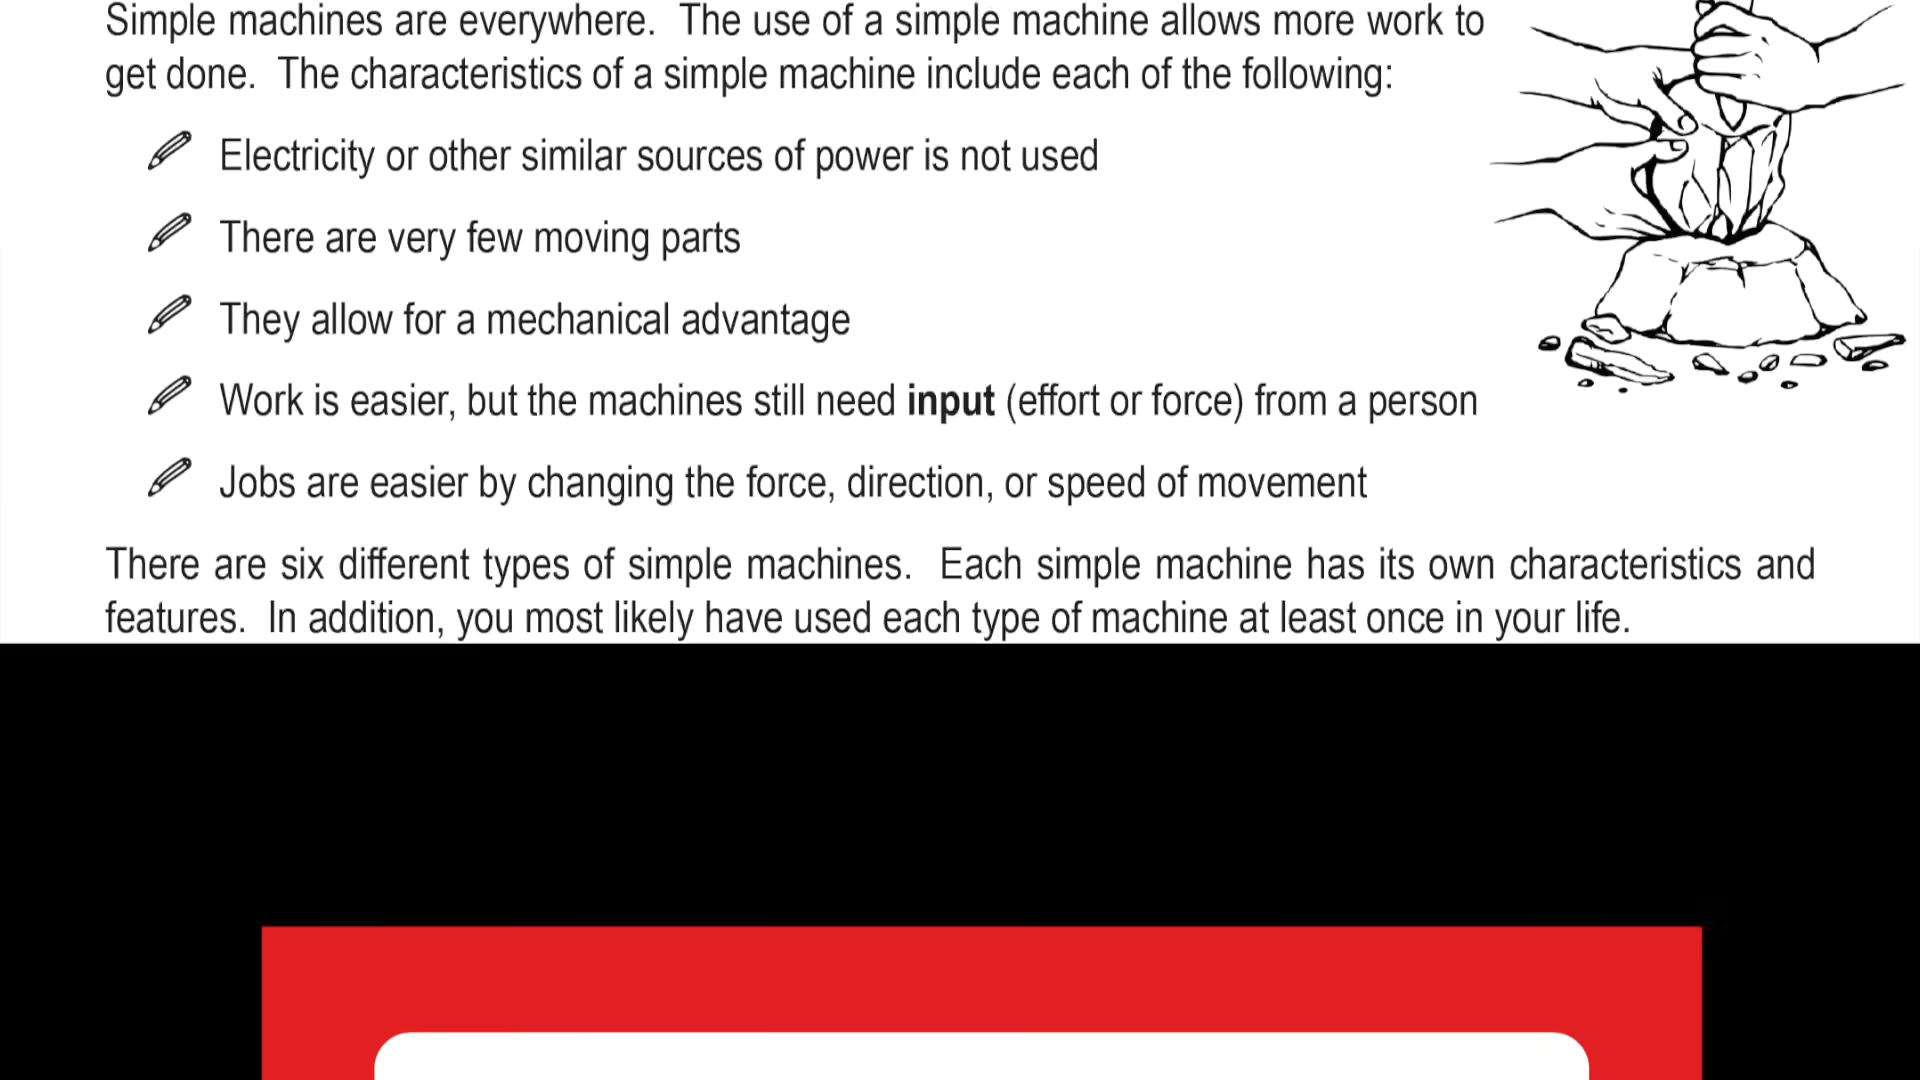 Simple machines are everywhere. The use of a simple machine allows more work to
get done. The characteristics of a simple machine include each of the following:
Electricity or other similar sources of power is not used
There are very few moving parts
They allow for a mechanical advantage
Work is easier, but the machines still need input (effort or force) from a person
Jobs are easier by changing the force, direction, or speed of movement
There are six different types of simple machines. Each simple machine has its own characteristics and
features. In addition, you most likely have used each type of machine at least once in your life.